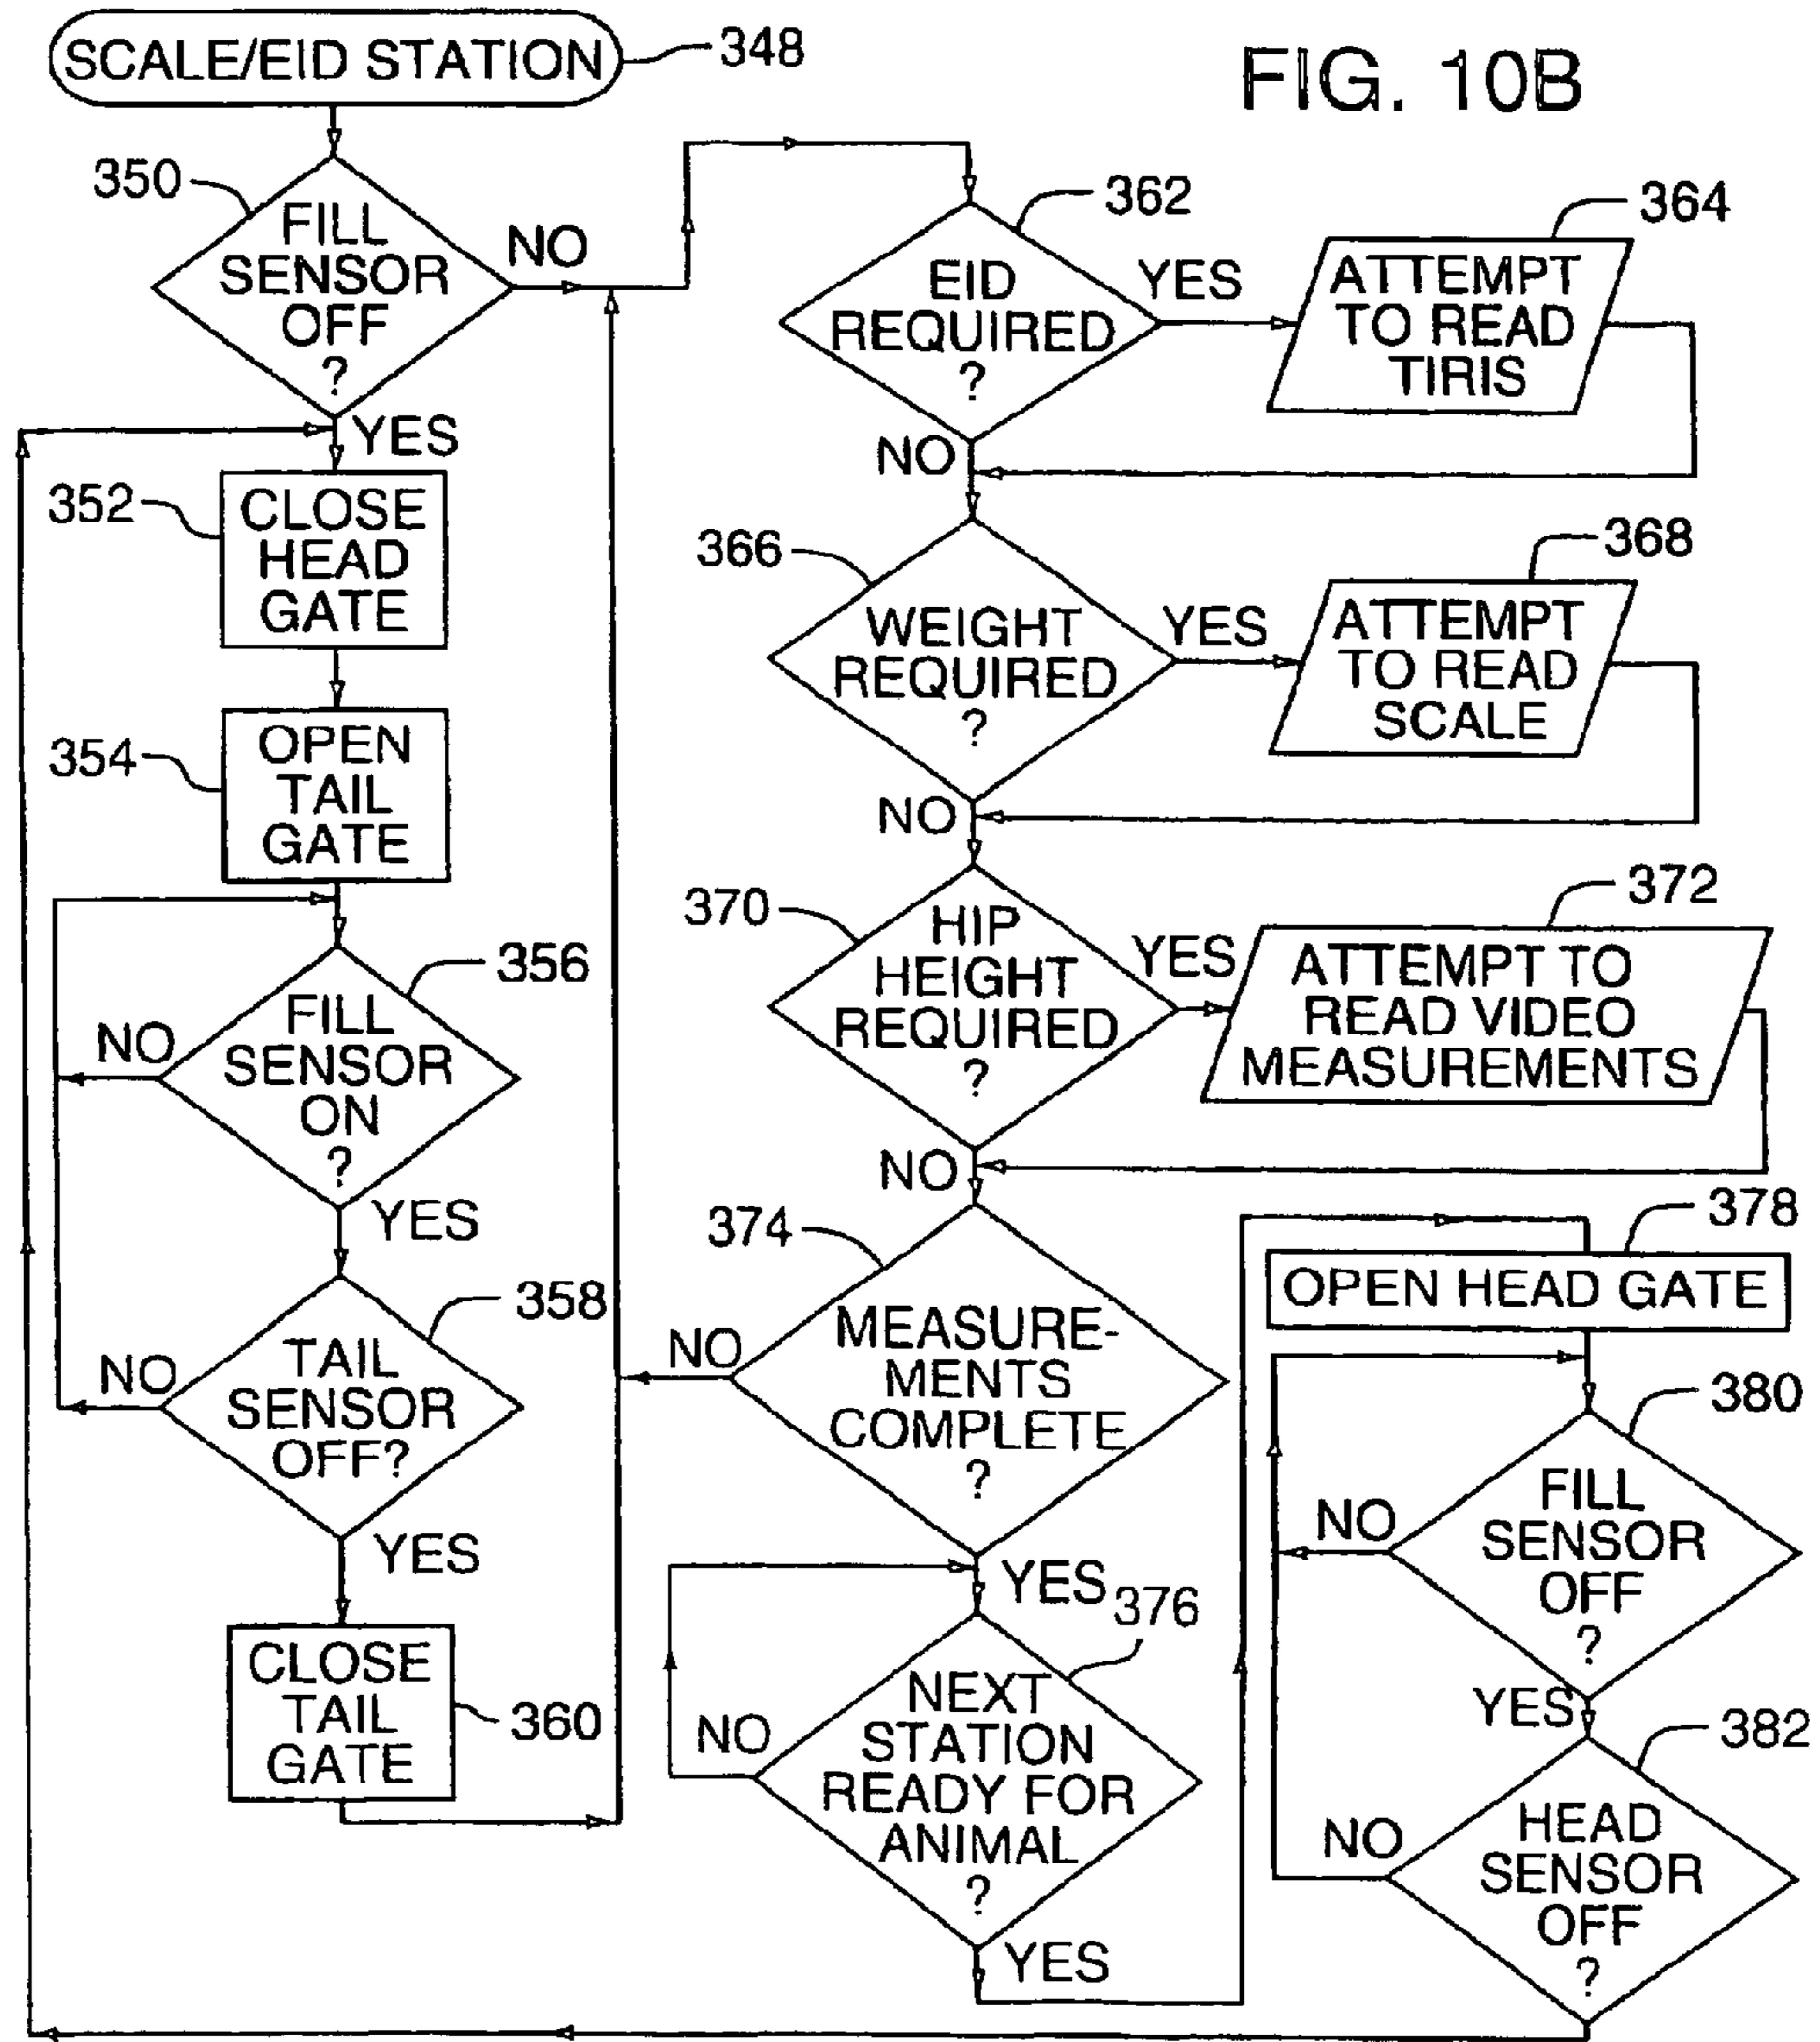 FIG. 10B
SCALE/EID STATION
348
350
FILL
SENSOR
OFF
?
NO
YES
352
CLOSE
HEAD
GATE
354
OPEN
TAIL
GATE
356
FILL
SENSOR
ON
?
NO
YES
358
TAIL
SENSOR
OFF?
NO
YES
CLOSE
TAIL
GATE
360
362
EID
REQUIRED
?
YES
NO
364
ATTEMPT
TO READ
TIRIS
366
WEIGHT
REQUIRED
?
YES
NO
368
ATTEMPT
TO READ
SCALE
370
HIP
HEIGHT
REQUIRED
?
YES
NO
372
ATTEMPT TO
READ VIDEO
MEASUREMENTS
374
MEASURE-
MENTS
COMPLETE
?
NO
YES
376
NEXT
STATION
READY FOR
ANIMAL
?
NO
YES
378
OPEN HEAD GATE
380
FILL
SENSOR
OFF
?
NO
YES
382
HEAD
SENSOR
OFF
?
NO